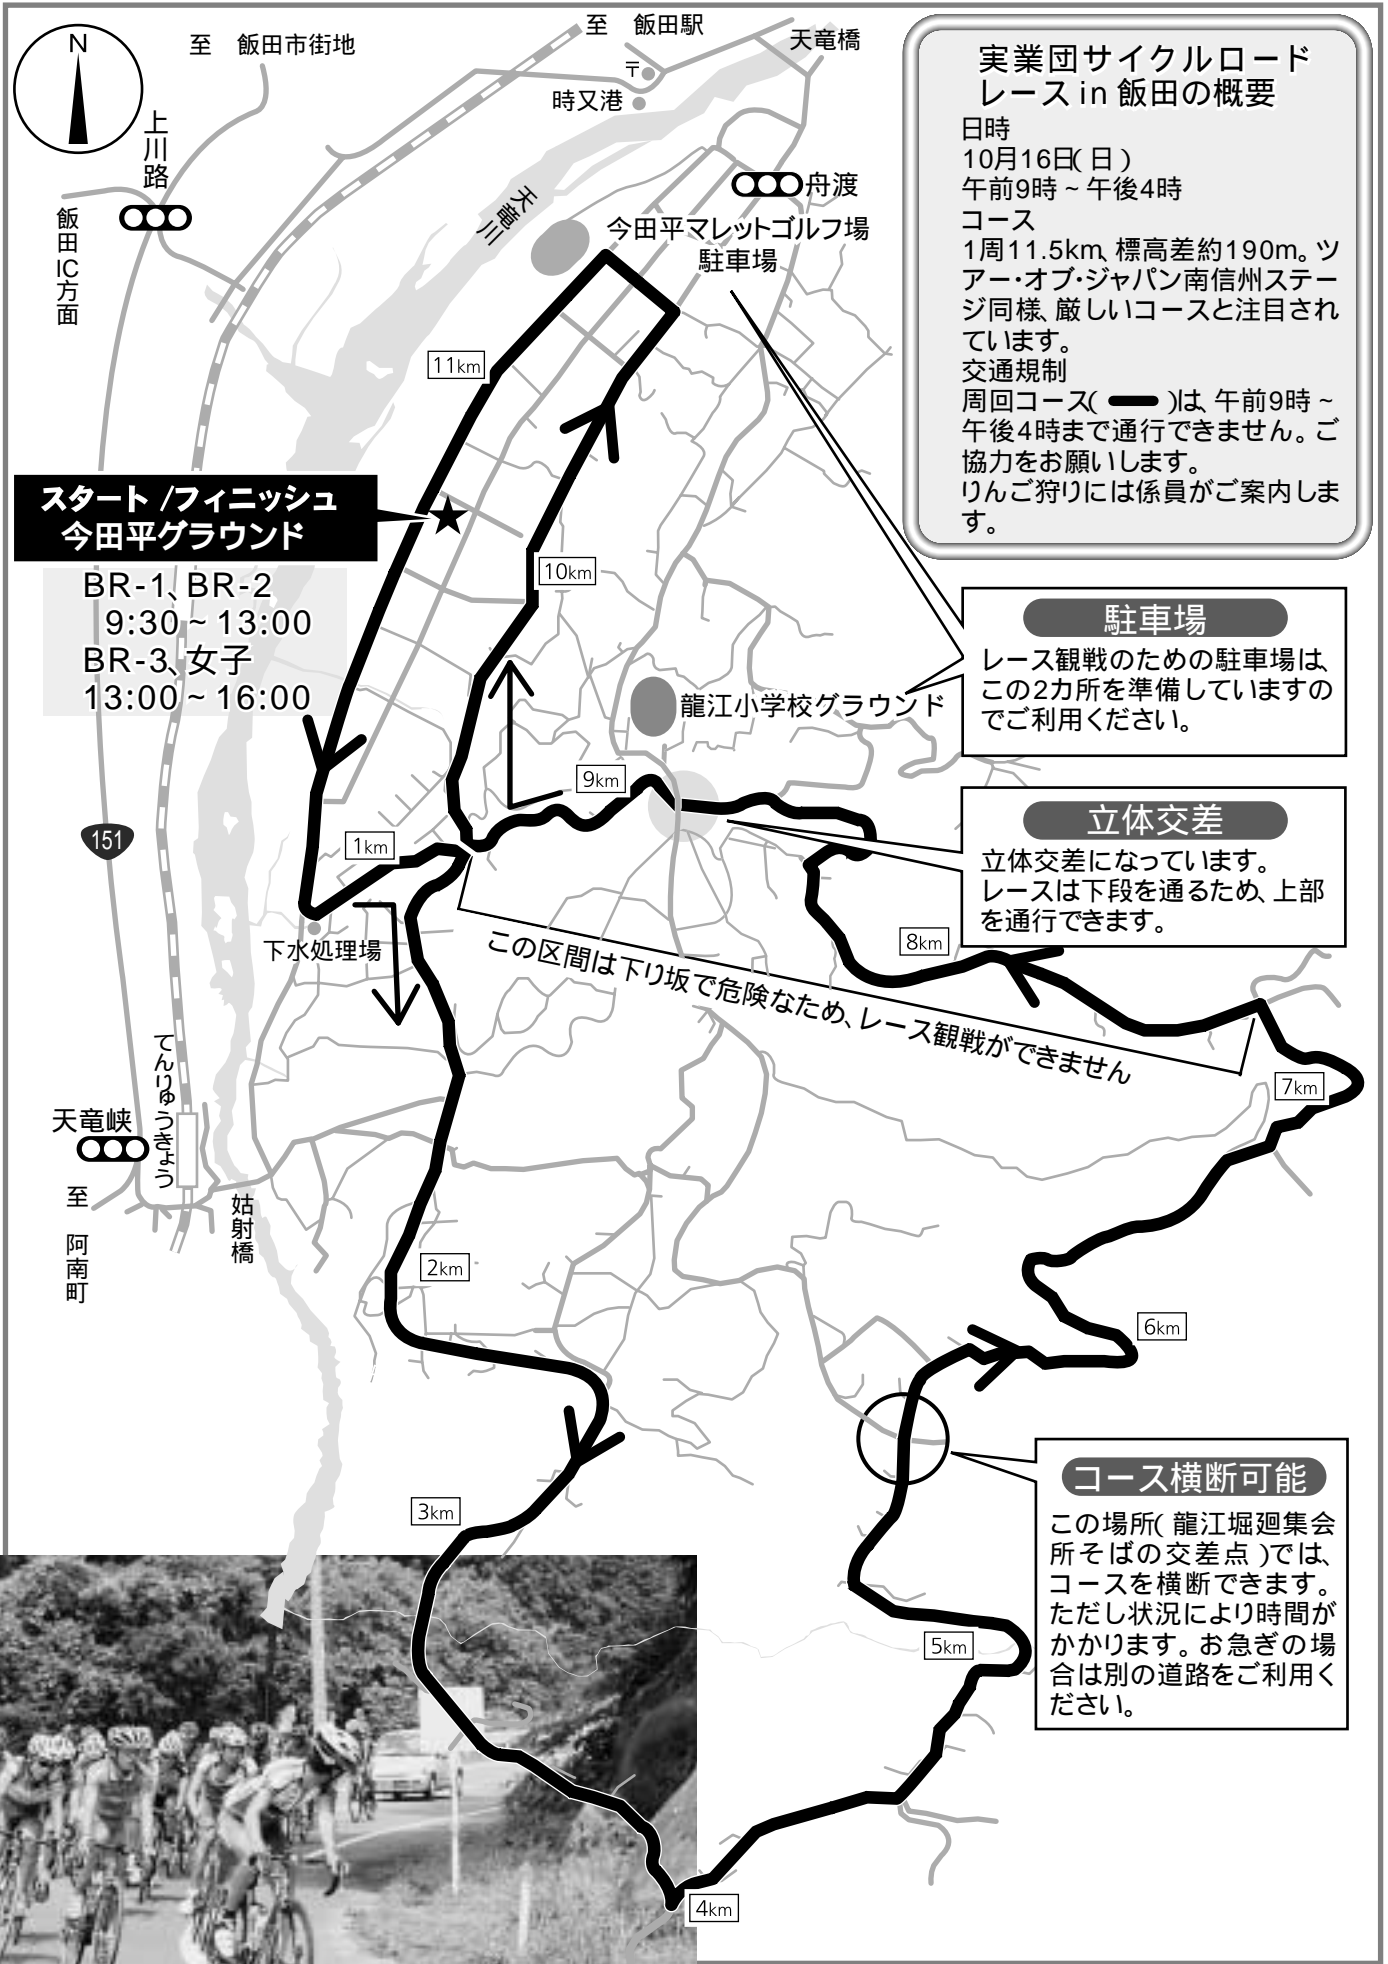 N
至 飯田市街地
至 飯田駅
〒
時又港
天竜橋
上川路
飯田IC方面
天竜川
舟渡
今田平マレットゴルフ場
駐車場
実業団サイクルロード
レース in 飯田の概要
日時
10月16日(日)
午前9時~午後4時
コース
1周11.5km、標高差約190m。ツ
アー・オブ・ジャパン南信州ステー
ジ同様、厳しいコースと注目され
ています。
交通規制
周回コース( )は、午前9時~
午後4時まで通行できません。ご
協力をお願いします。
りんご狩りには係員がご案内しま
す。
11km
スタート/フィニッシュ
今田平グラウンド
BR-1、BR-2
9:30~13:00
BR-3、女子
13:00~16:00
10km
駐車場
レース観戦のための駐車場は、
この2カ所を準備していますの
でご利用ください。
龍江小学校グラウンド
9km
立体交差
立体交差になっています。
レースは下段を通るため、上部
を通行できます。
151
1km
下水処理場
8km
この区間は下り坂で危険なため、レース観戦ができません
7km
てんりゅうきょう
天竜峡
至 阿南町
姑射橋
2km
6km
コース横断可能
この場所(龍江堀廻集会
所そばの交差点)では、
コースを横断できます。
ただし状況により時間が
かかります。お急ぎの場
合は別の道路をご利用く
ださい。
3km
5km
4km